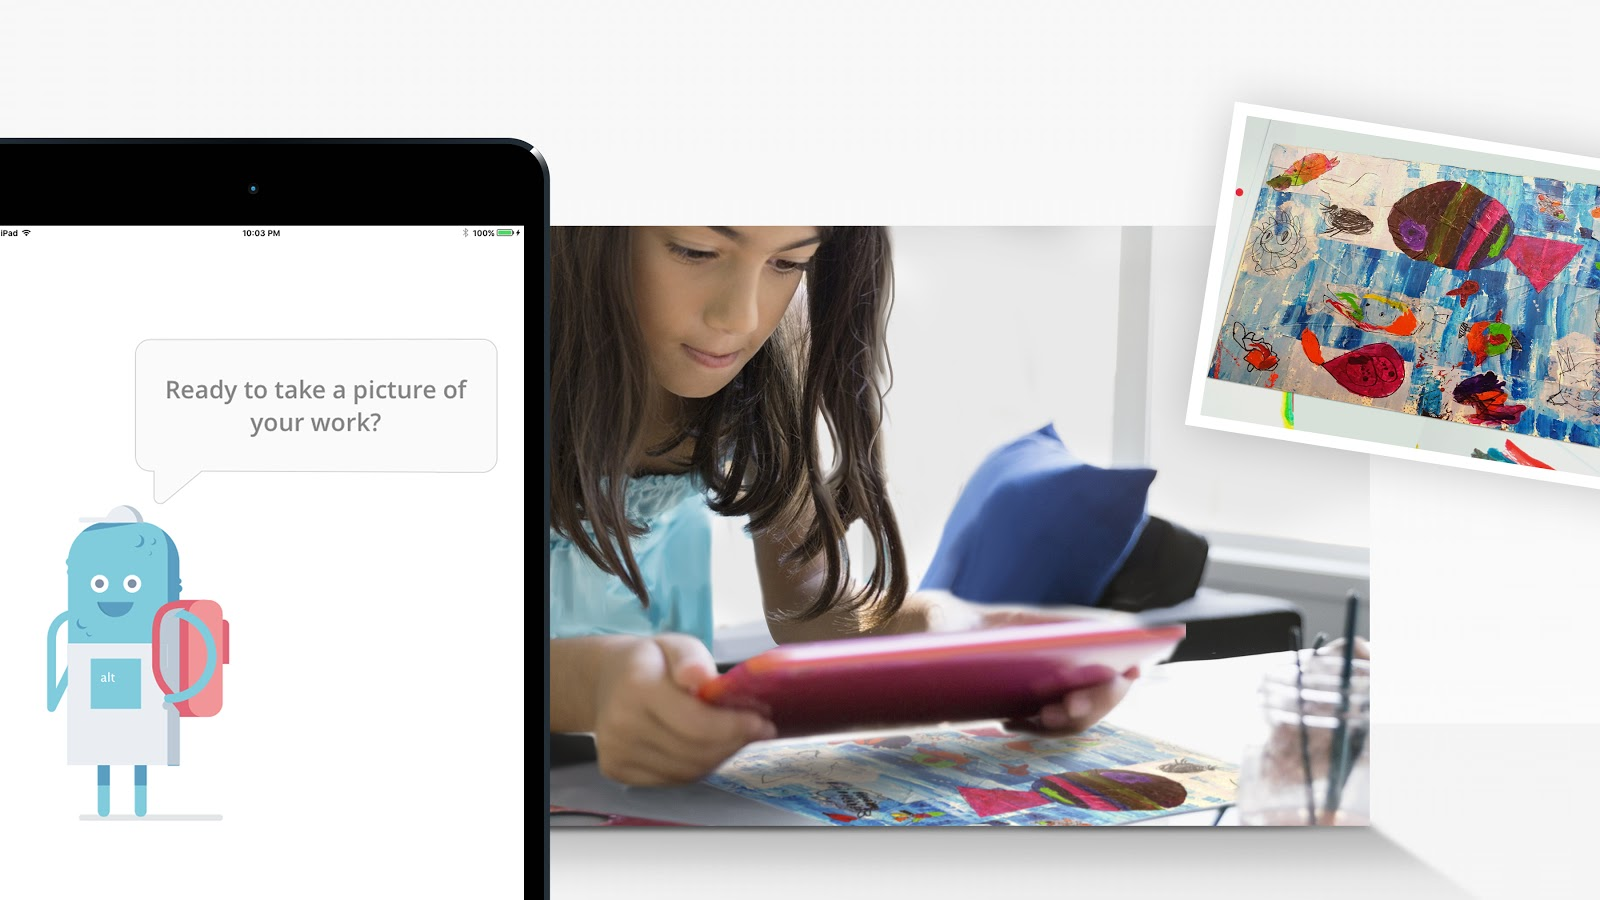 iPad
10:03 PM
100%
Ready to take a picture of
your work?
alt